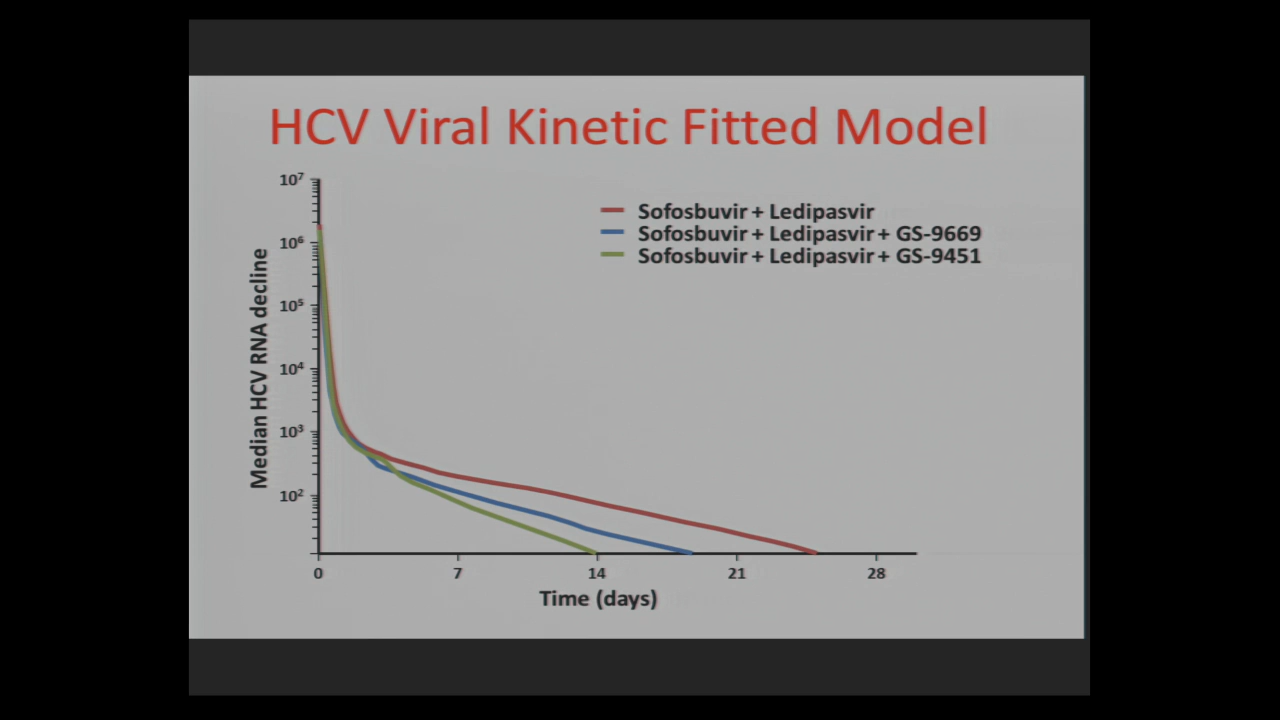 HCV Viral Kinetic Fitted Model
10⁷
10⁶
10⁵
10⁴
10³
10²
Median HCV RNA decline
Sofosbuvir + Ledipasvir
Sofosbuvir + Ledipasvir + GS-9669
Sofosbuvir + Ledipasvir + GS-9451
0 7 14 21 28
Time (days)